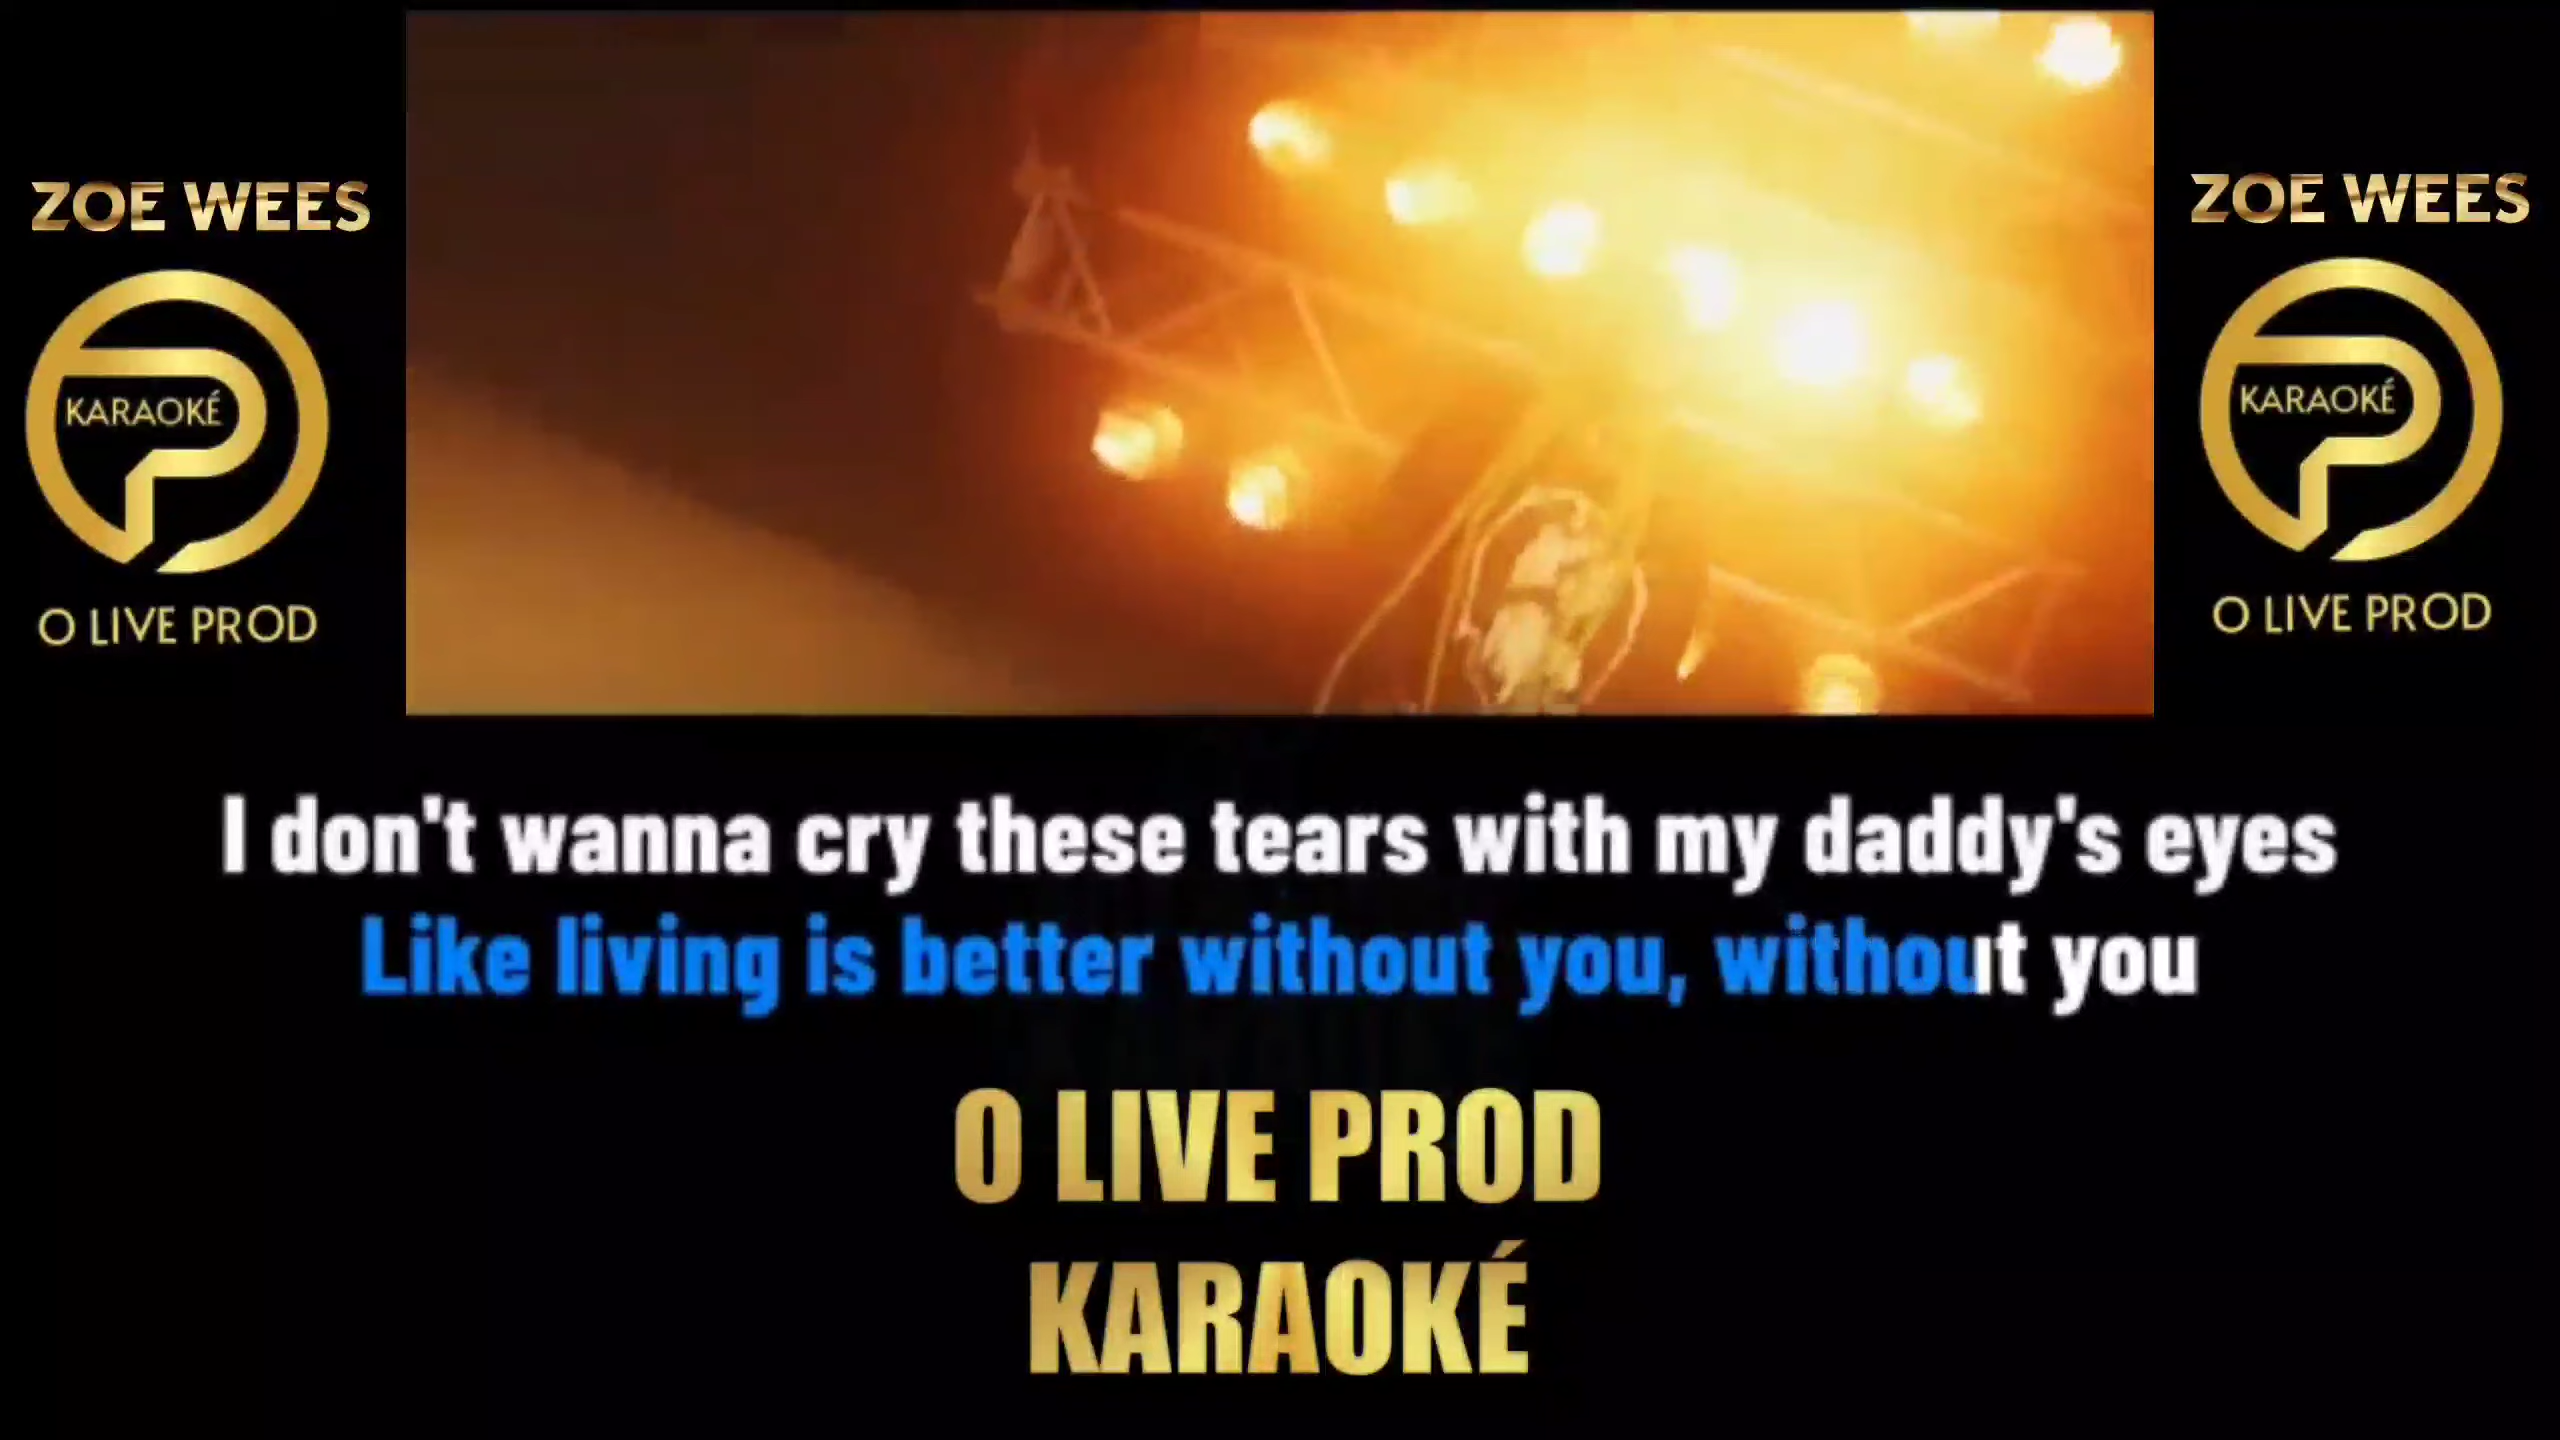 ZOE WEES
KARAOKÉ
O LIVE PROD
ZOE WEES
KARAOKÉ
O LIVE PROD
I don't wanna cry these tears with my daddy's eyes
Like living is better without you, without you
O LIVE PROD
KARAOKÉ